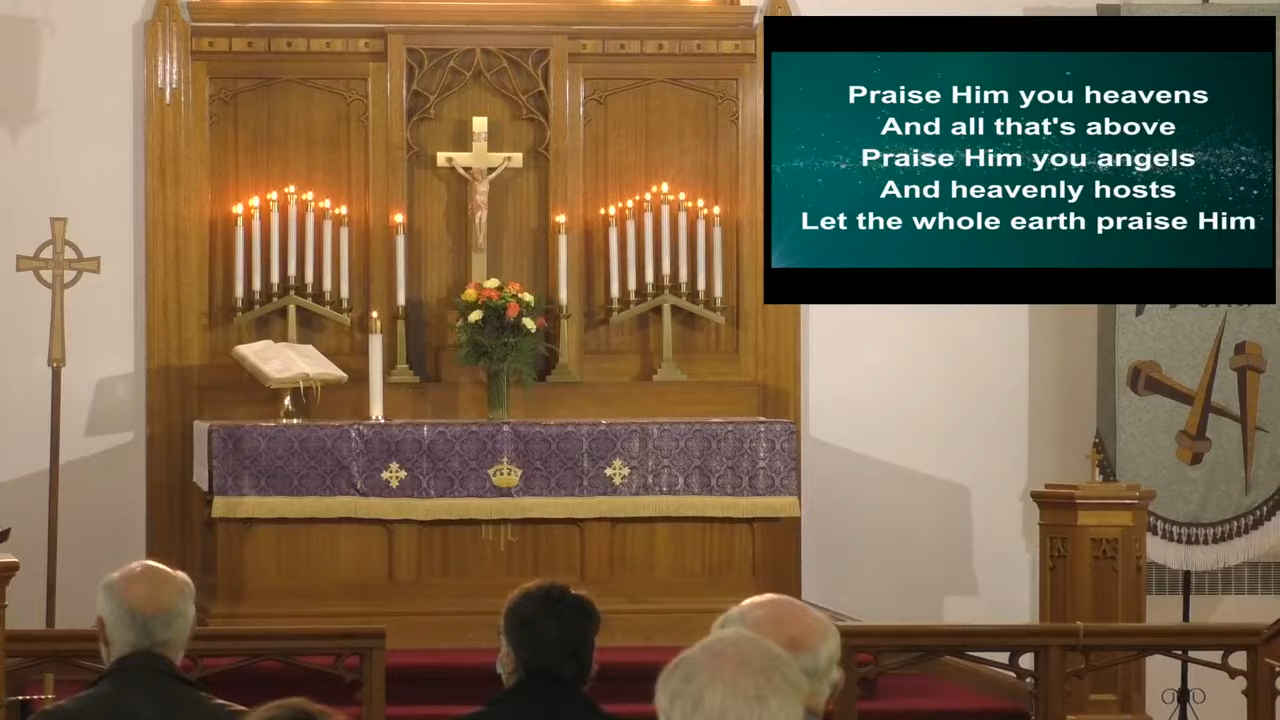 Praise Him you heavens
And all that's above
Praise Him you angels
And heavenly hosts
Let the whole earth praise Him